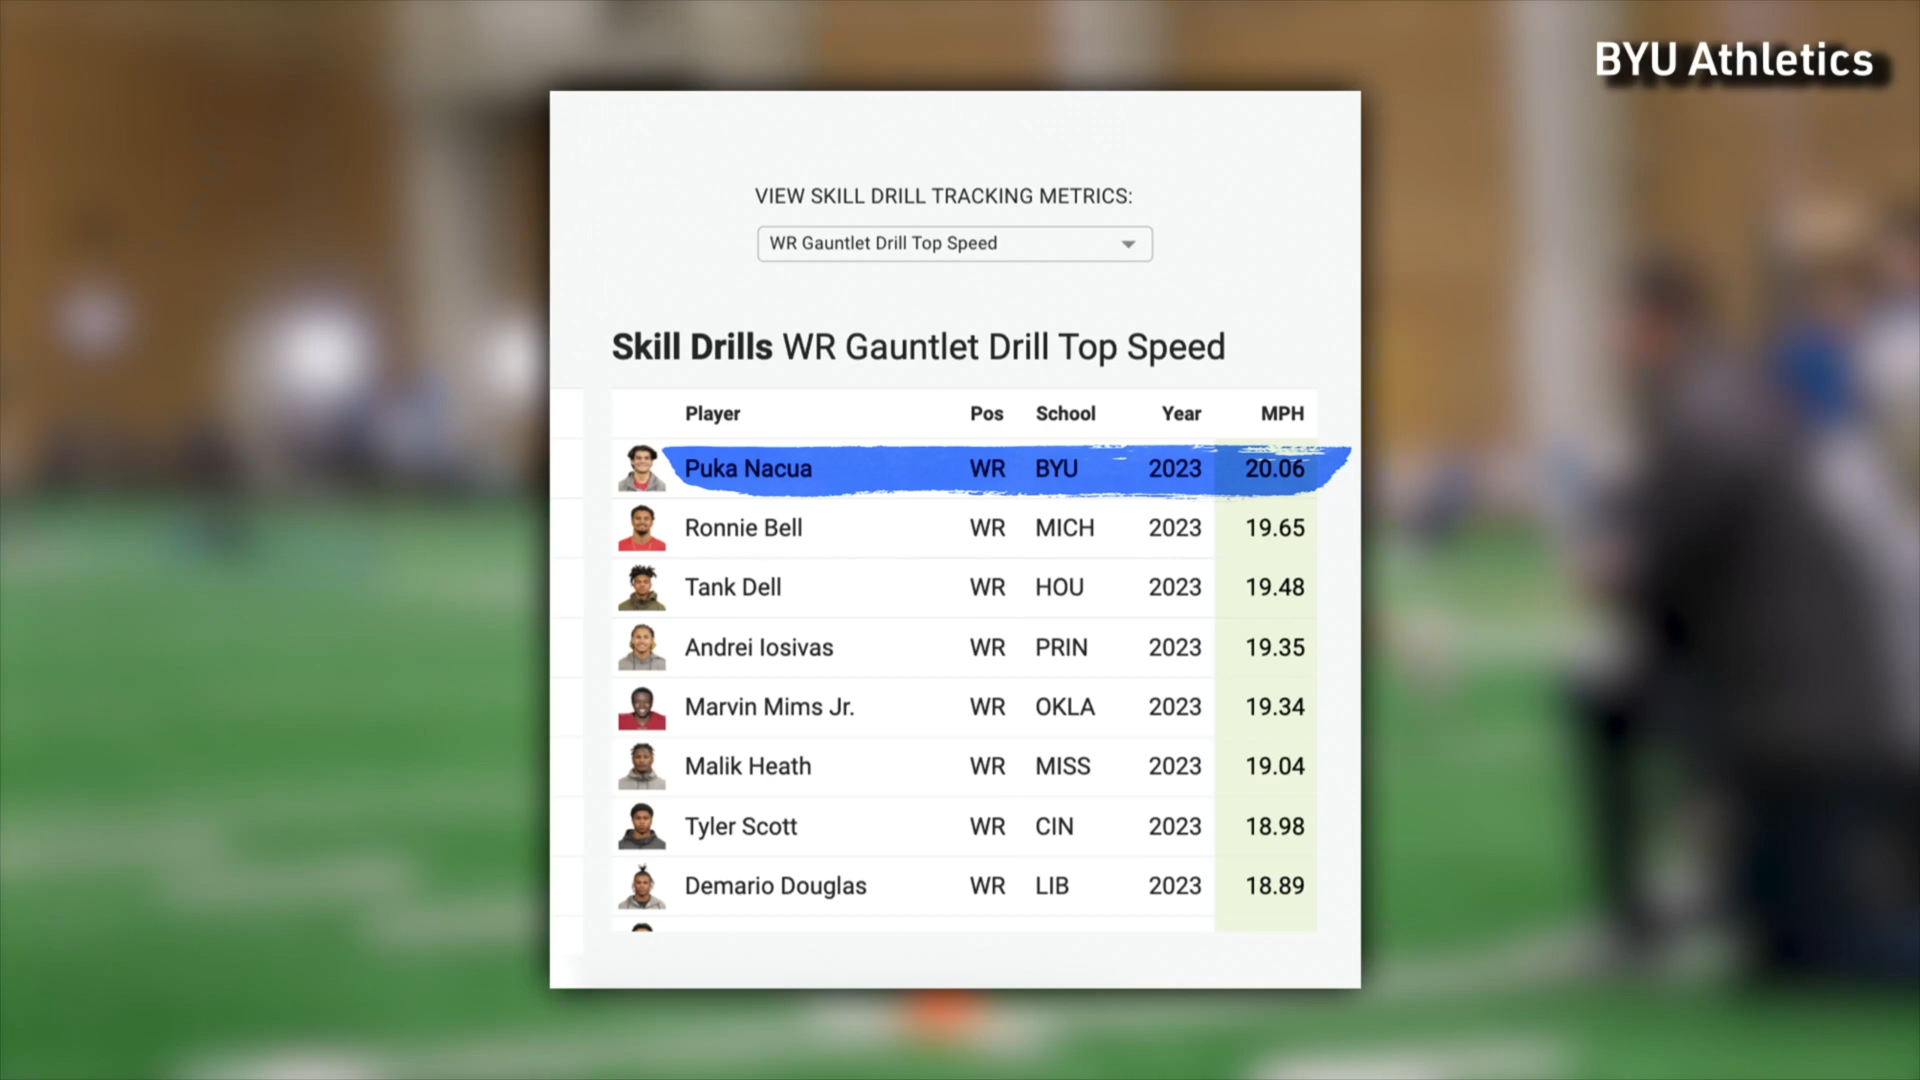 BYU Athletics
VIEW SKILL DRILL TRACKING METRICS:
WR Gauntlet Drill Top Speed
Skill Drills WR Gauntlet Drill Top Speed
Player Pos School Year MPH
Puka Nacua WR BYU 2023 20.06
Ronnie Bell WR MICH 2023 19.65
Tank Dell WR HOU 2023 19.48
Andrei Iosivas WR PRIN 2023 19.35
Marvin Mims Jr. WR OKLA 2023 19.34
Malik Heath WR MISS 2023 19.04
Tyler Scott WR CIN 2023 18.98
Demario Douglas WR LIB 2023 18.89